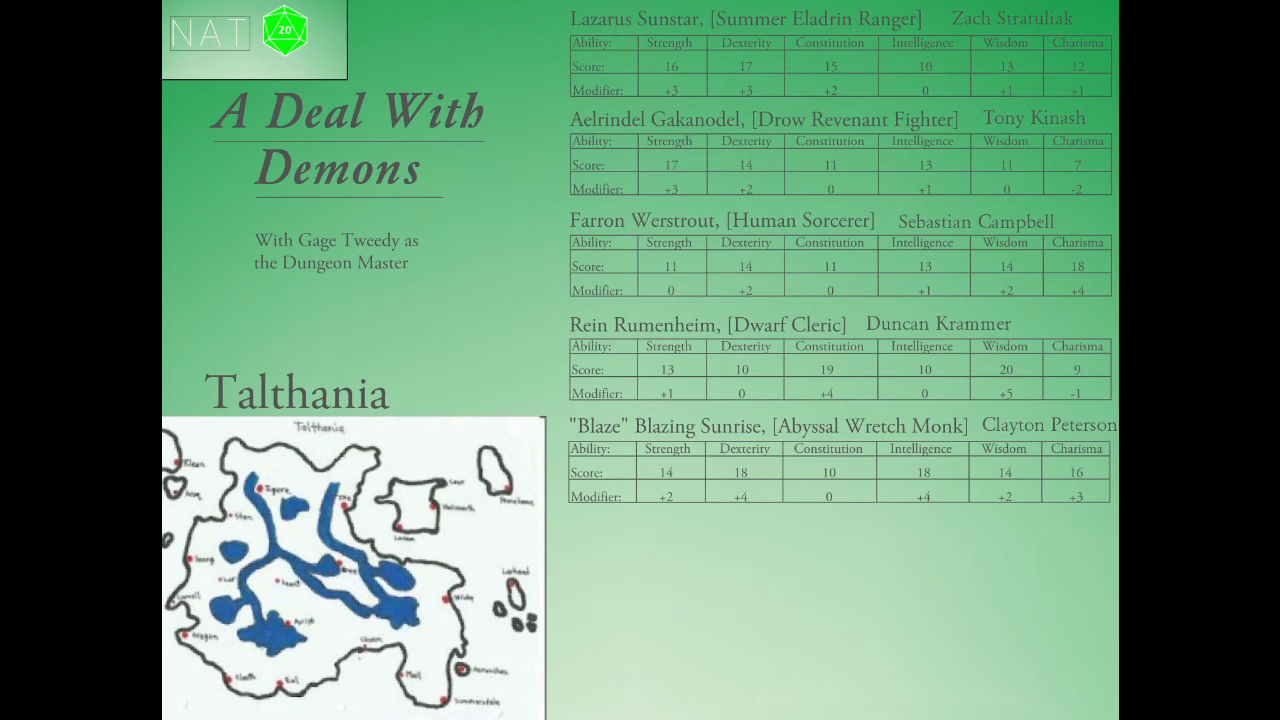 NAT 20
A Deal With
Demons
With Gage Tweedy as
the Dungeon Master
Lazarus Sunstar, [Summer Eladrin Ranger] Zach Stratuliak
Ability: Strength Dexterity Constitution Intelligence Wisdom Charisma
Score: 16 17 15 10 13 12
Modifier: +3 +3 +2 0 +1 +1
Aelrindel Gakanodel, [Drow Revenant Fighter] Tony Kinash
Ability: Strength Dexterity Constitution Intelligence Wisdom Charisma
Score: 17 14 11 13 11 7
Modifier: +3 +2 0 +1 0 -2
Farron Werstrout, [Human Sorcerer] Sebastian Campbell
Ability: Strength Dexterity Constitution Intelligence Wisdom Charisma
Score: 11 14 11 13 14 18
Modifier: 0 +2 0 +1 +2 +4
Rein Rumenheim, [Dwarf Cleric] Duncan Krammer
Ability: Strength Dexterity Constitution Intelligence Wisdom Charisma
Score: 13 10 19 10 20 9
Modifier: +1 0 +4 0 +5 -1
"Blaze" Blazing Sunrise, [Abyssal Wretch Monk] Clayton Peterson
Ability: Strength Dexterity Constitution Intelligence Wisdom Charisma
Score: 14 18 10 18 14 16
Modifier: +2 +4 0 +4 +2 +3
Talthania
Talthania